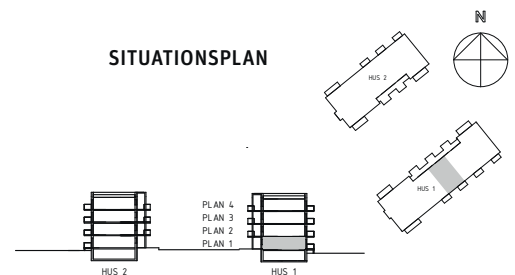 N
SITUATIONSPLAN
HUS 2
HUS 1
PLAN 4
PLAN 3
PLAN 2
PLAN 1
HUS 2
HUS 1